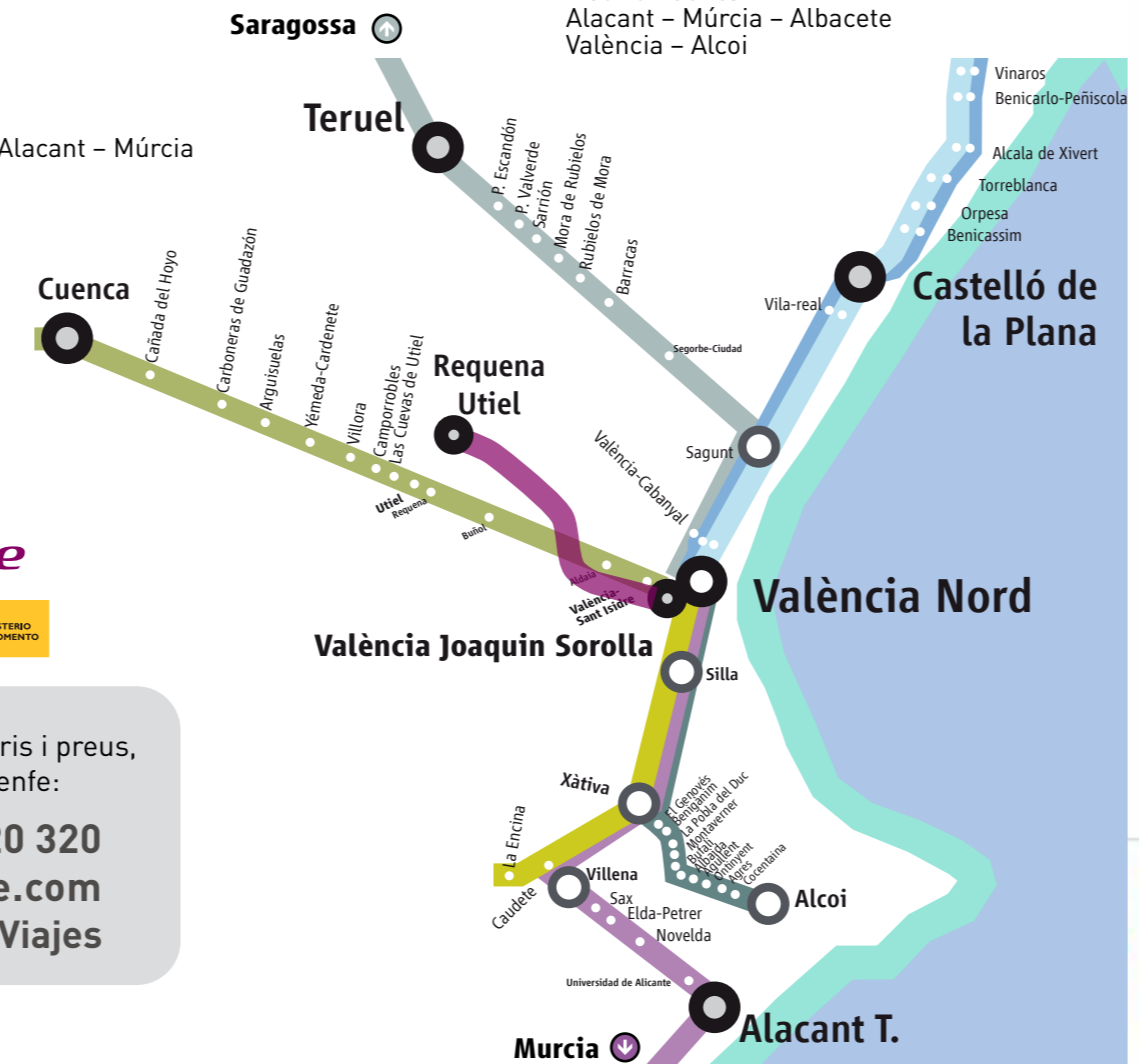 Alacant – Múrcia – Albacete
València – Alcoi
Saragossa
Alacant – Múrcia
Teruel
P. Escandón
P. Valverde
Sarrión
Mora de Rubielos
Rubielos de Mora
Barracas
Segorbe-Ciudad
Vinaros
Benicarlo-Peñiscola
Alcala de Xivert
Torreblanca
Orpesa
Benicassim
Castelló de
la Plana
Vila-real
Sagunt
València-Cabanyal
Cuenca
Cañada del Hoyo
Carboneras de Guadazón
Arguisuelas
Yémeda-Cardenete
Villora
Camporrobles
Las Cuevas de Utiel
Utiel
Requena
Buñol
Aldaia
València-
Sant Isidre
Requena
Utiel
València Nord
València Joaquin Sorolla
Silla
Xàtiva
El Genovés
Benigànim
La Pobla del Duc
Montaverner
Bufali
Albaida
Agullent
Ontinyent
Agres
Cocentaina
Alcoi
La Encina
Caudete
Villena
Sax
Elda-Petrer
Novelda
Universidad de Alicante
Alacant T.
Murcia
e
STERIO
OMENTO
ris i preus,
enfe:
20 320
e.com
Viajes